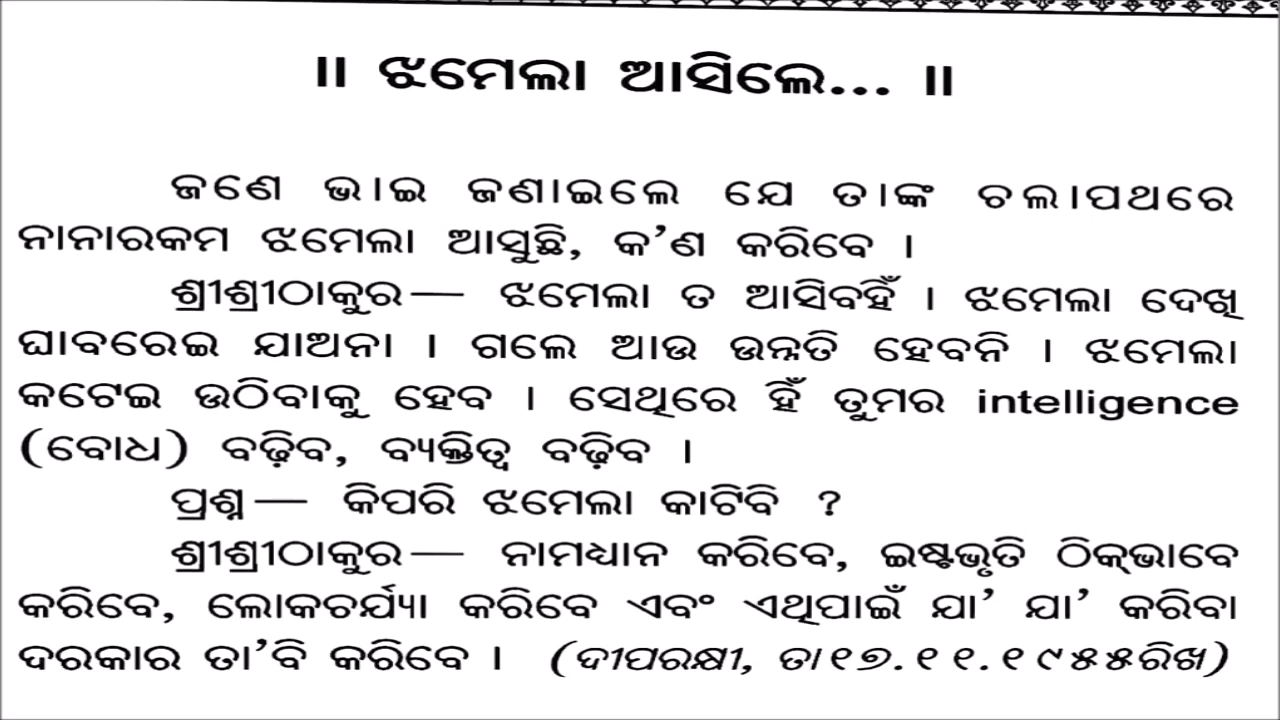 ॥ ଝମେଲା ଆସିଲେ... ॥
ଜଣେ ଭାଇ ଜଣାଇଲେ ଯେ ତାଙ୍କ ଚଲାପଥରେ
ନାନାରକମ ଝମେଲା ଆସୁଛି, କ’ଣ କରିବେ ।
ଶ୍ରୀଶ୍ରୀଠାକୁର— ଝମେଲା ତ ଆସିବହିଁ । ଝମେଲା ଦେଖି
ଘାବରେଇ ଯାଅନା । ଗଲେ ଆଉ ଉନ୍ନତି ହେବନି । ଝମେଲା
କଟେଇ ଉଠିବାକୁ ହେବ । ସେଥିରେ ହିଁ ତୁମର intelligence
(ବୋଧ) ବଢ଼ିବ, ବ୍ୟକ୍ତିତ୍ୱ ବଢ଼ିବ ।
ପ୍ରଶ୍ନ— କିପରି ଝମେଲା କାଟିବି ?
ଶ୍ରୀଶ୍ରୀଠାକୁର— ନାମଧ୍ୟାନ କରିବେ, ଇଷ୍ଟଭୃତି ଠିକ୍‌ଭାବେ
କରିବେ, ଲୋକଚର୍ଯ୍ୟା କରିବେ ଏବଂ ଏଥିପାଇଁ ଯା’ ଯା’ କରିବା
ଦରକାର ତା’ବି କରିବେ । (ଦୀପରକ୍ଷୀ, ତା୧୭.୧୧.୧୯୫୫ରିଖ)